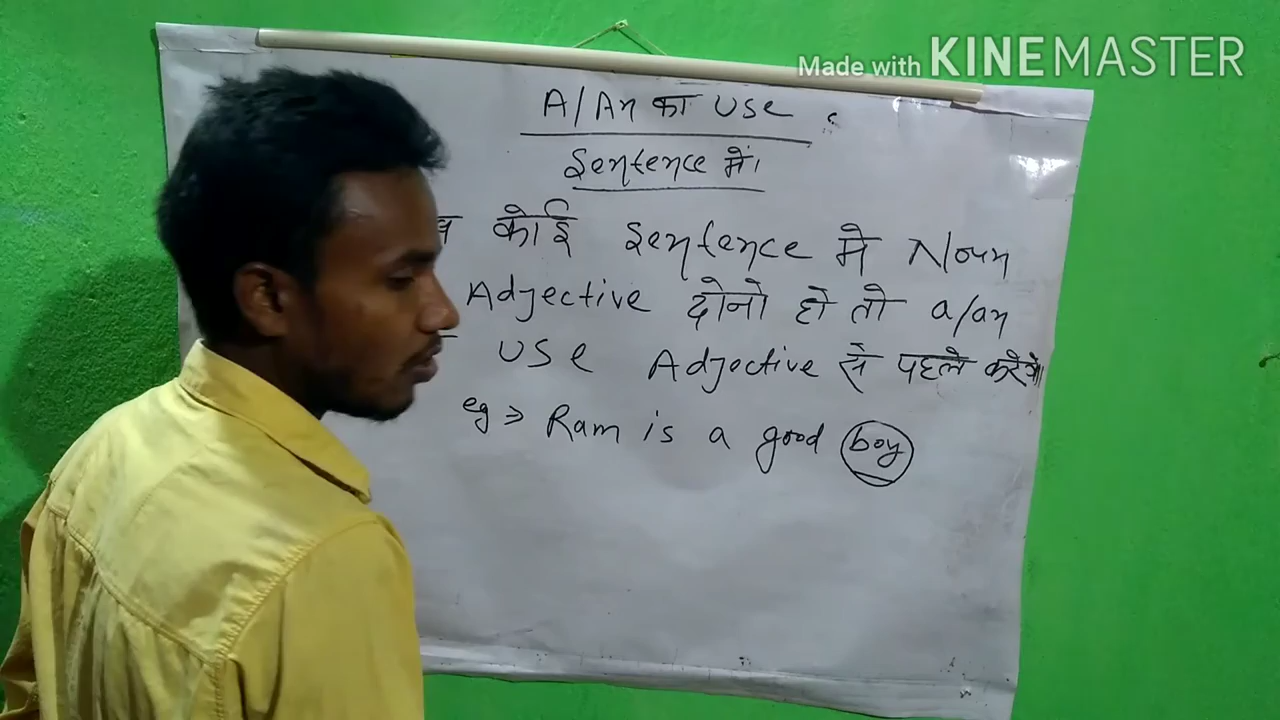 Made with KINEMASTER
A/An का USE
Sentence में।
कोई Sentence मे Noun
Adjective दोनो हो तो a/an
USE Adjective से पहले करेगे।
eg ⇒ Ram is a good boy